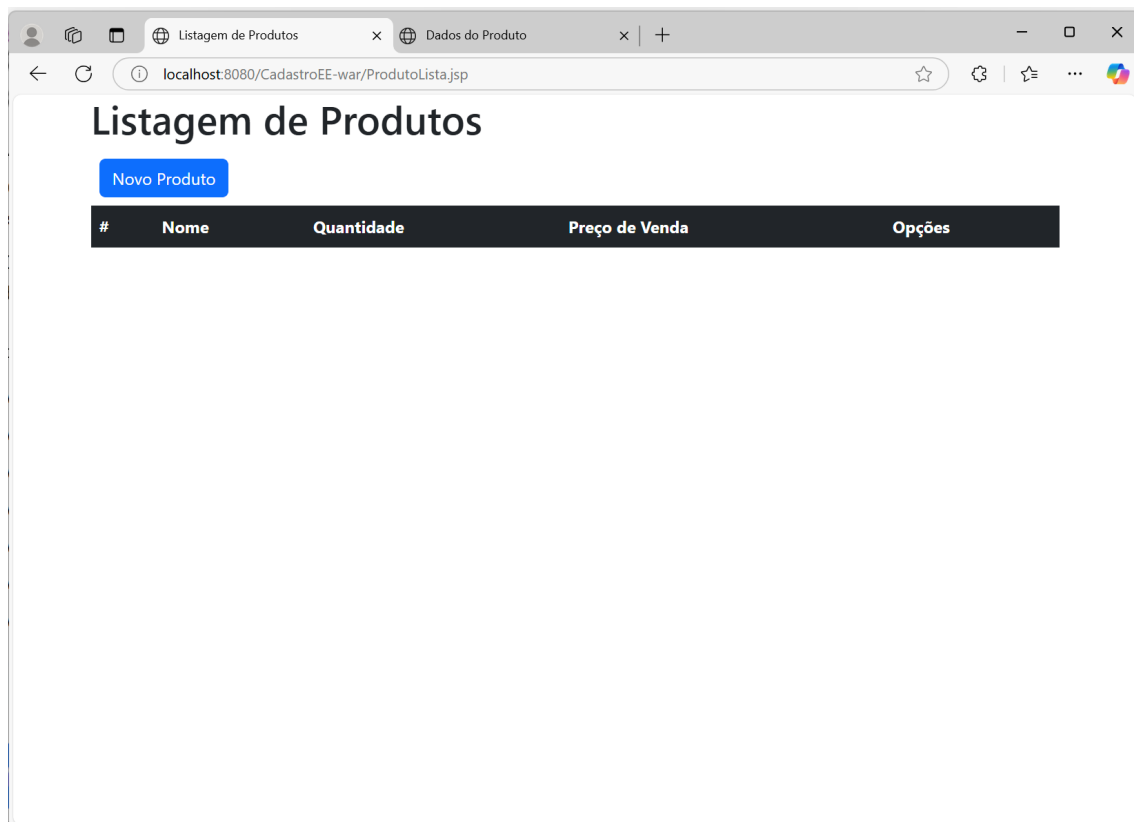 Listagem de Produtos
Dados do Produto
localhost:8080/CadastroEE-war/ProdutoLista.jsp
Listagem de Produtos
Novo Produto
# Nome Quantidade Preço de Venda Opções